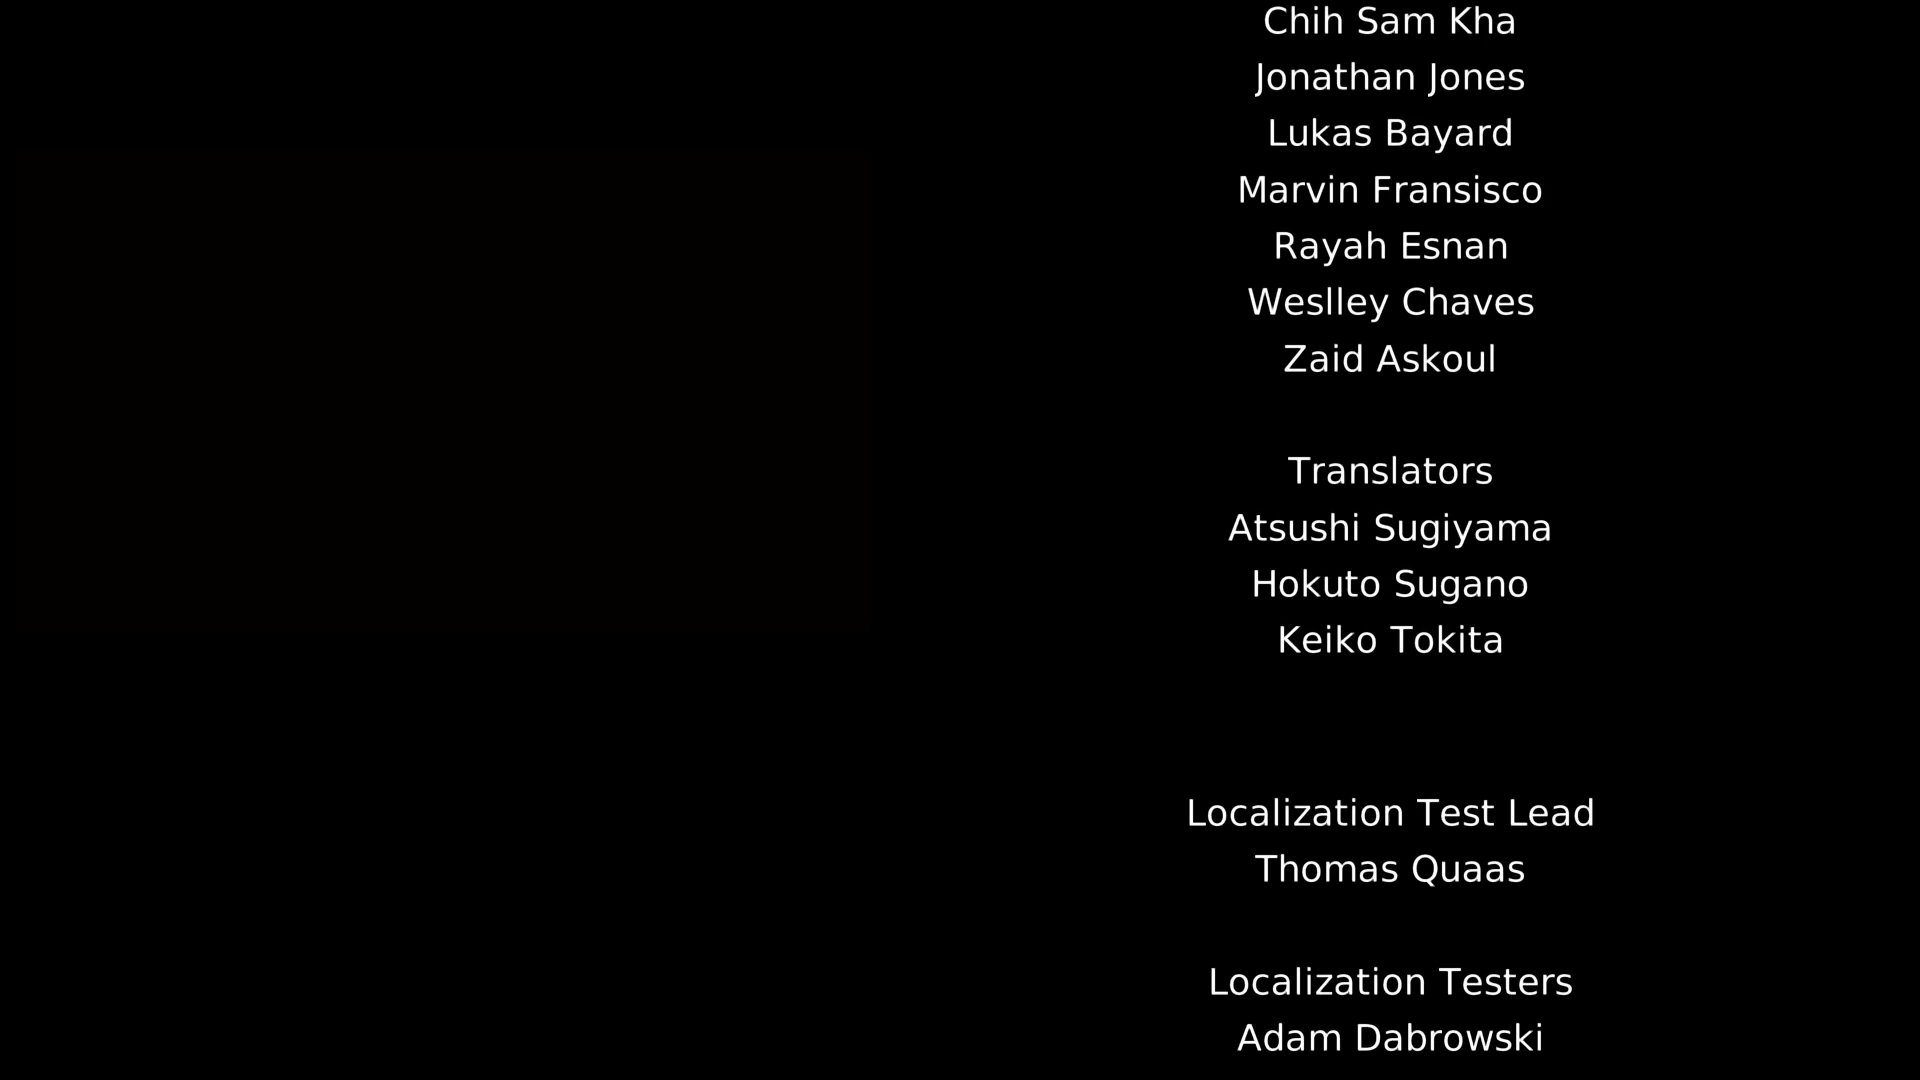 Chih Sam Kha
Jonathan Jones
Lukas Bayard
Marvin Fransisco
Rayah Esnan
Weslley Chaves
Zaid Askoul
Translators
Atsushi Sugiyama
Hokuto Sugano
Keiko Tokita
Localization Test Lead
Thomas Quaas
Localization Testers
Adam Dabrowski